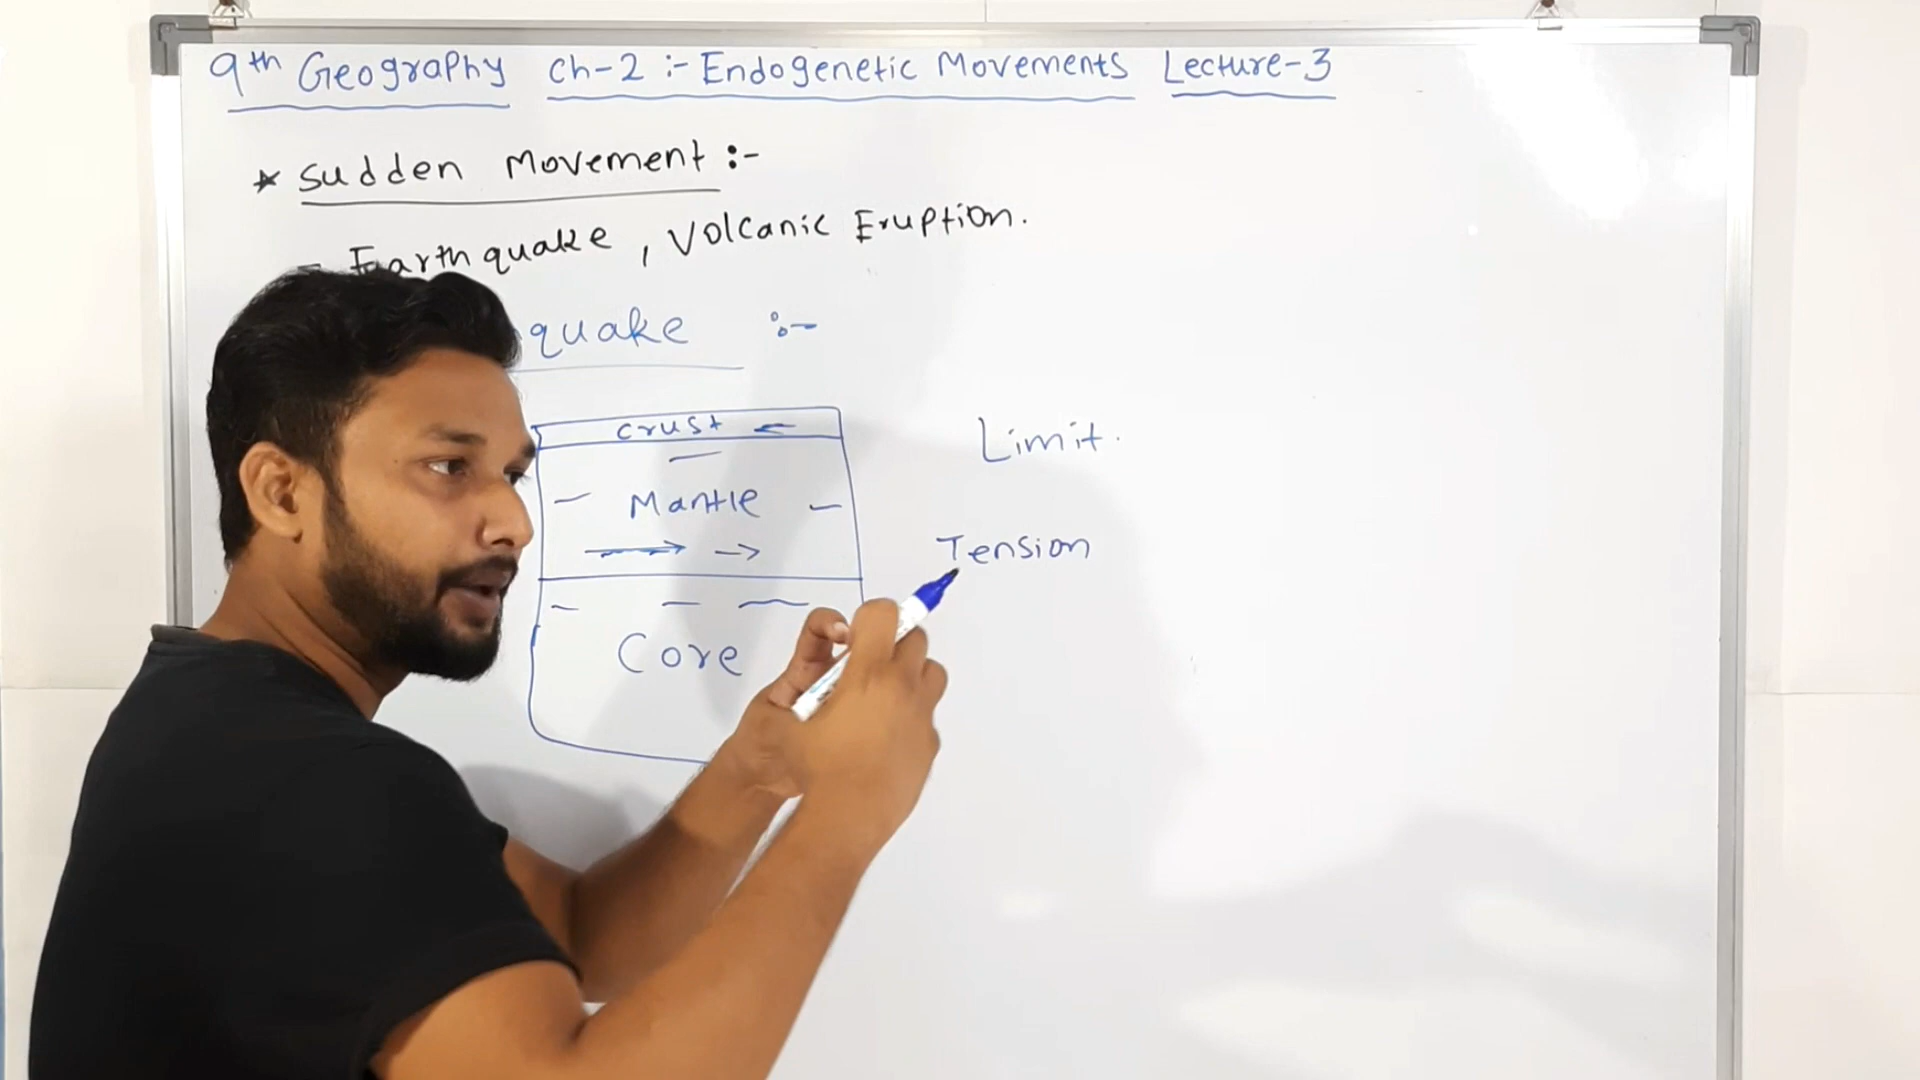 9th Geography Ch-2 :- Endogenetic Movements Lecture-3
* Sudden Movement :-
- Earthquake, Volcanic Eruption.
quake :-
Crust
Mantle
Core
Limit.
Tension